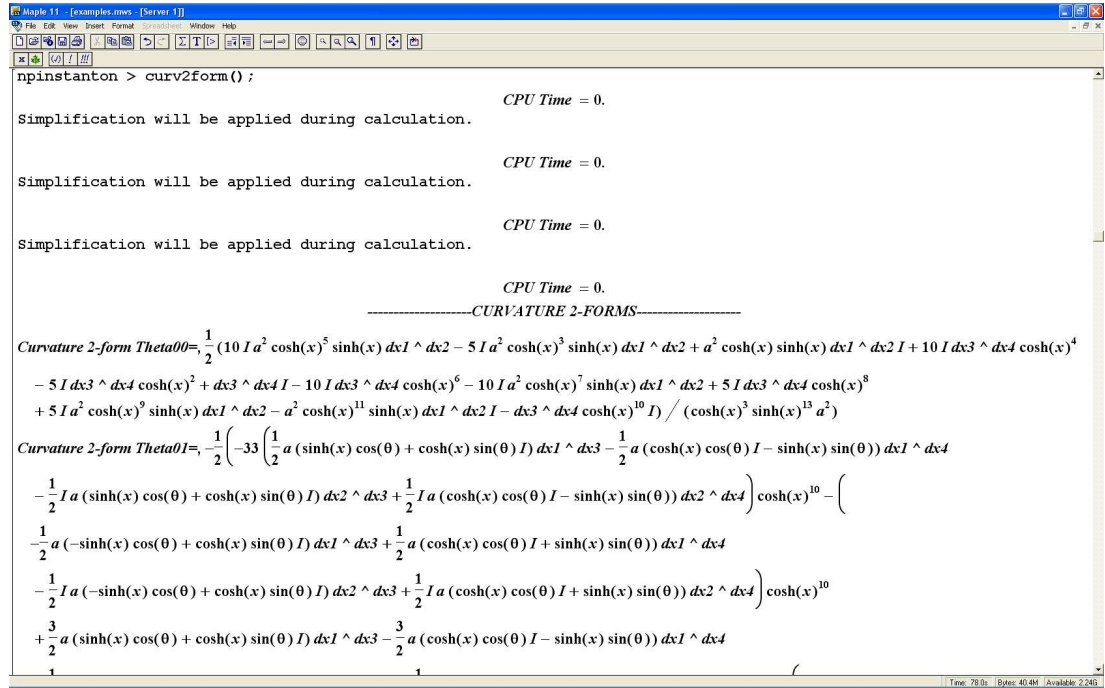 Maple 11 - [examples.mws - [Server 1]]
File Edit View Insert Format Spreadsheet Window Help
npinstanton > curv2form();
CPU Time = 0.
Simplification will be applied during calculation.
CPU Time = 0.
Simplification will be applied during calculation.
CPU Time = 0.
Simplification will be applied during calculation.
CPU Time = 0.
--------------------CURVATURE 2-FORMS--------------------
Curvature 2-form Theta00=, 1/2 (10 I a^2 cosh(x)^5 sinh(x) dx1 ^ dx2 − 5 I a^2 cosh(x)^3 sinh(x) dx1 ^ dx2 + a^2 cosh(x) sinh(x) dx1 ^ dx2 I + 10 I dx3 ^ dx4 cosh(x)^4
− 5 I dx3 ^ dx4 cosh(x)^2 + dx3 ^ dx4 I − 10 I dx3 ^ dx4 cosh(x)^6 − 10 I a^2 cosh(x)^7 sinh(x) dx1 ^ dx2 + 5 I dx3 ^ dx4 cosh(x)^8
+ 5 I a^2 cosh(x)^9 sinh(x) dx1 ^ dx2 − a^2 cosh(x)^11 sinh(x) dx1 ^ dx2 I − dx3 ^ dx4 cosh(x)^10 I) / (cosh(x)^3 sinh(x)^13 a^2)
Curvature 2-form Theta01=, −1/2 (−33 (1/2 a (sinh(x) cos(θ) + cosh(x) sin(θ) I) dx1 ^ dx3 − 1/2 a (cosh(x) cos(θ) I − sinh(x) sin(θ)) dx1 ^ dx4
− 1/2 I a (sinh(x) cos(θ) + cosh(x) sin(θ) I) dx2 ^ dx3 + 1/2 I a (cosh(x) cos(θ) I − sinh(x) sin(θ)) dx2 ^ dx4) cosh(x)^10 − (
−1/2 a (−sinh(x) cos(θ) + cosh(x) sin(θ) I) dx1 ^ dx3 + 1/2 a (cosh(x) cos(θ) I + sinh(x) sin(θ)) dx1 ^ dx4
− 1/2 I a (−sinh(x) cos(θ) + cosh(x) sin(θ) I) dx2 ^ dx3 + 1/2 I a (cosh(x) cos(θ) I + sinh(x) sin(θ)) dx2 ^ dx4) cosh(x)^10
+ 3/2 a (sinh(x) cos(θ) + cosh(x) sin(θ) I) dx1 ^ dx3 − 3/2 a (cosh(x) cos(θ) I − sinh(x) sin(θ)) dx1 ^ dx4
Time: 78.0s Bytes: 40.4M Available: 2.24G